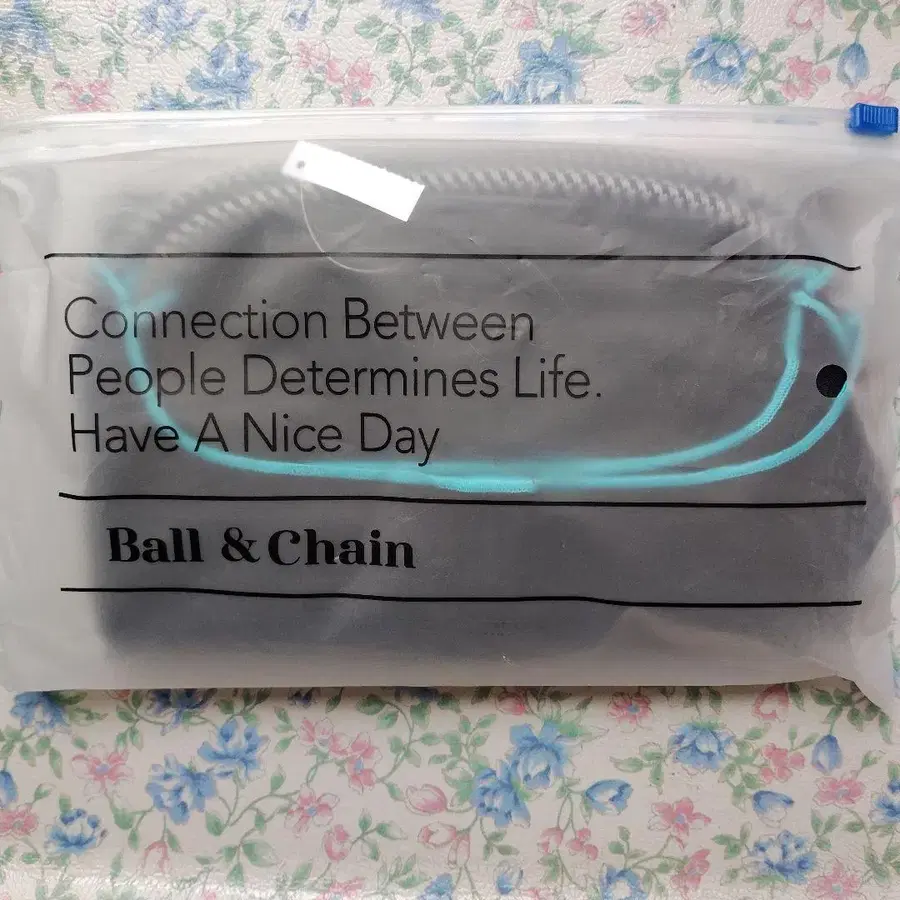 Connection Between
People Determines Life.
Have A Nice Day
Ball & Chain